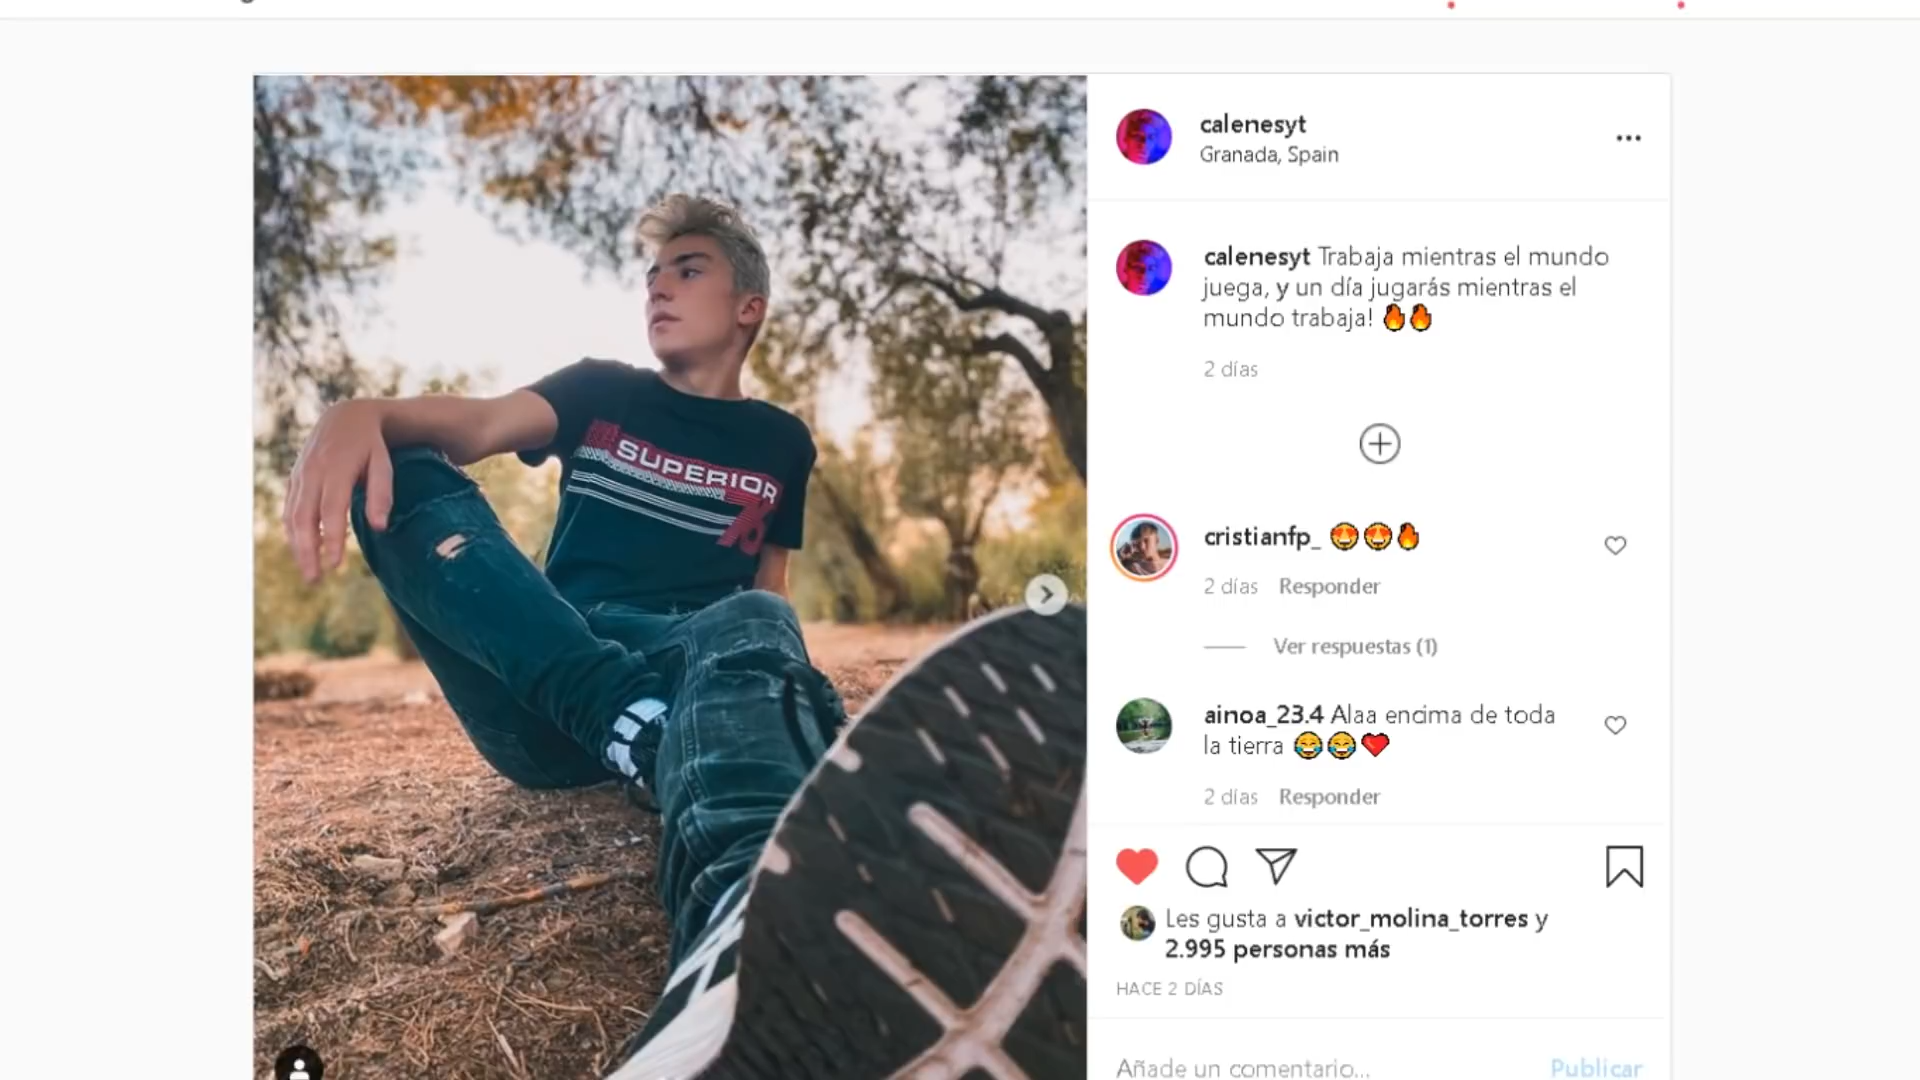 calenesyt
Granada, Spain
calenesyt Trabaja mientras el mundo
juega, y un día jugarás mientras el
mundo trabaja! 🔥🔥
2 días
SUPERIOR
76
cristianfp_ 😍😍🔥
2 días Responder
Ver respuestas (1)
ainoa_23.4 Alaa encima de toda
la tierra 😂😂❤️
2 días Responder
Les gusta a victor_molina_torres y
2.995 personas más
HACE 2 DÍAS
Añade un comentario... Publicar